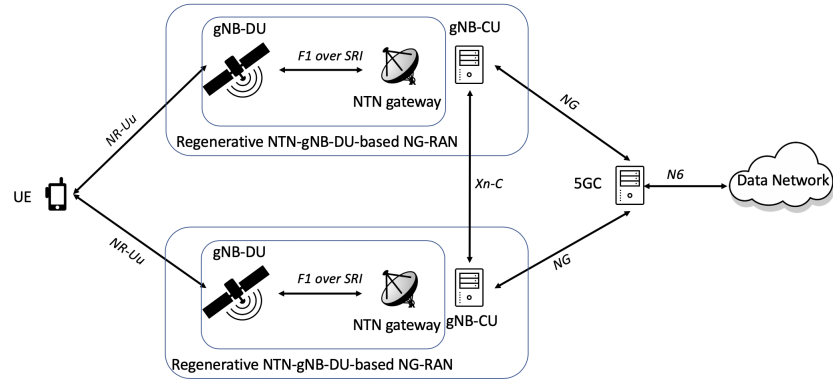 gNB-DU
gNB-CU
F1 over SRI
NTN gateway
Regenerative NTN-gNB-DU-based NG-RAN
NR-Uu
NG
UE
Xn-C
5GC
N6
Data Network
NR-Uu
NG
gNB-DU
F1 over SRI
NTN gateway
gNB-CU
Regenerative NTN-gNB-DU-based NG-RAN